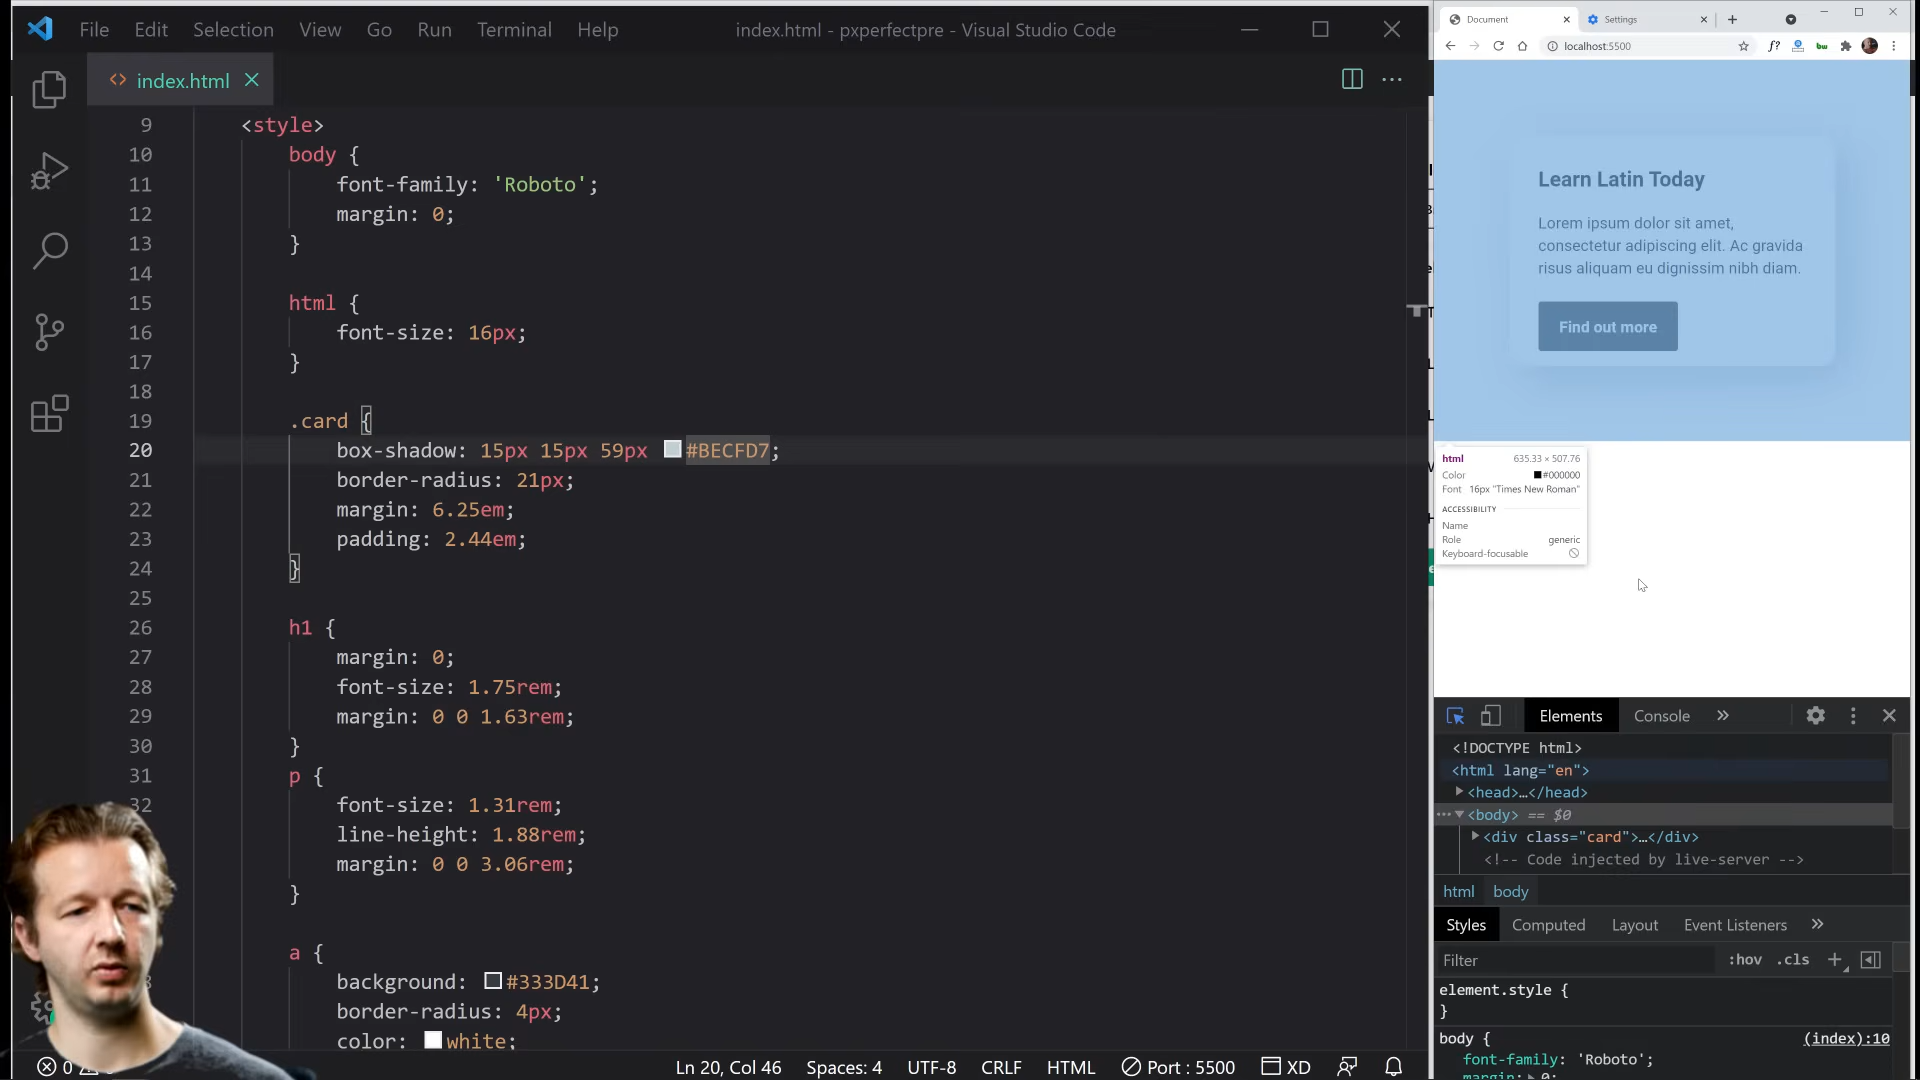 File Edit Selection View Go Run Terminal Help index.html - pxperfectpre - Visual Studio Code
index.html
9 <style>
10 body {
11 font-family: 'Roboto';
12 margin: 0;
13 }
14
15 html {
16 font-size: 16px;
17 }
18
19 .card {
20 box-shadow: 15px 15px 59px #BECFD7;
21 border-radius: 21px;
22 margin: 6.25em;
23 padding: 2.44em;
24 }
25
26 h1 {
27 margin: 0;
28 font-size: 1.75rem;
29 margin: 0 0 1.63rem;
30 }
31 p {
32 font-size: 1.31rem;
line-height: 1.88rem;
margin: 0 0 3.06rem;
}
a {
background: #333D41;
border-radius: 4px;
color: white;
Ln 20, Col 46 Spaces: 4 UTF-8 CRLF HTML Port : 5500 XD
Document Settings
localhost:5500
Learn Latin Today
Lorem ipsum dolor sit amet,
consectetur adipiscing elit. Ac gravida
risus aliquam eu dignissim nibh diam.
Find out more
html 635.33 × 507.76
Color #000000
Font 16px "Times New Roman"
ACCESSIBILITY
Name
Role generic
Keyboard-focusable
Elements Console »
<!DOCTYPE html>
<html lang="en">
<head>…</head>
<body> == $0
<div class="card">…</div>
<!-- Code injected by live-server -->
html body
Styles Computed Layout Event Listeners »
Filter :hov .cls
element.style {
}
body { (index):10
font-family: 'Roboto';
margin: 0;